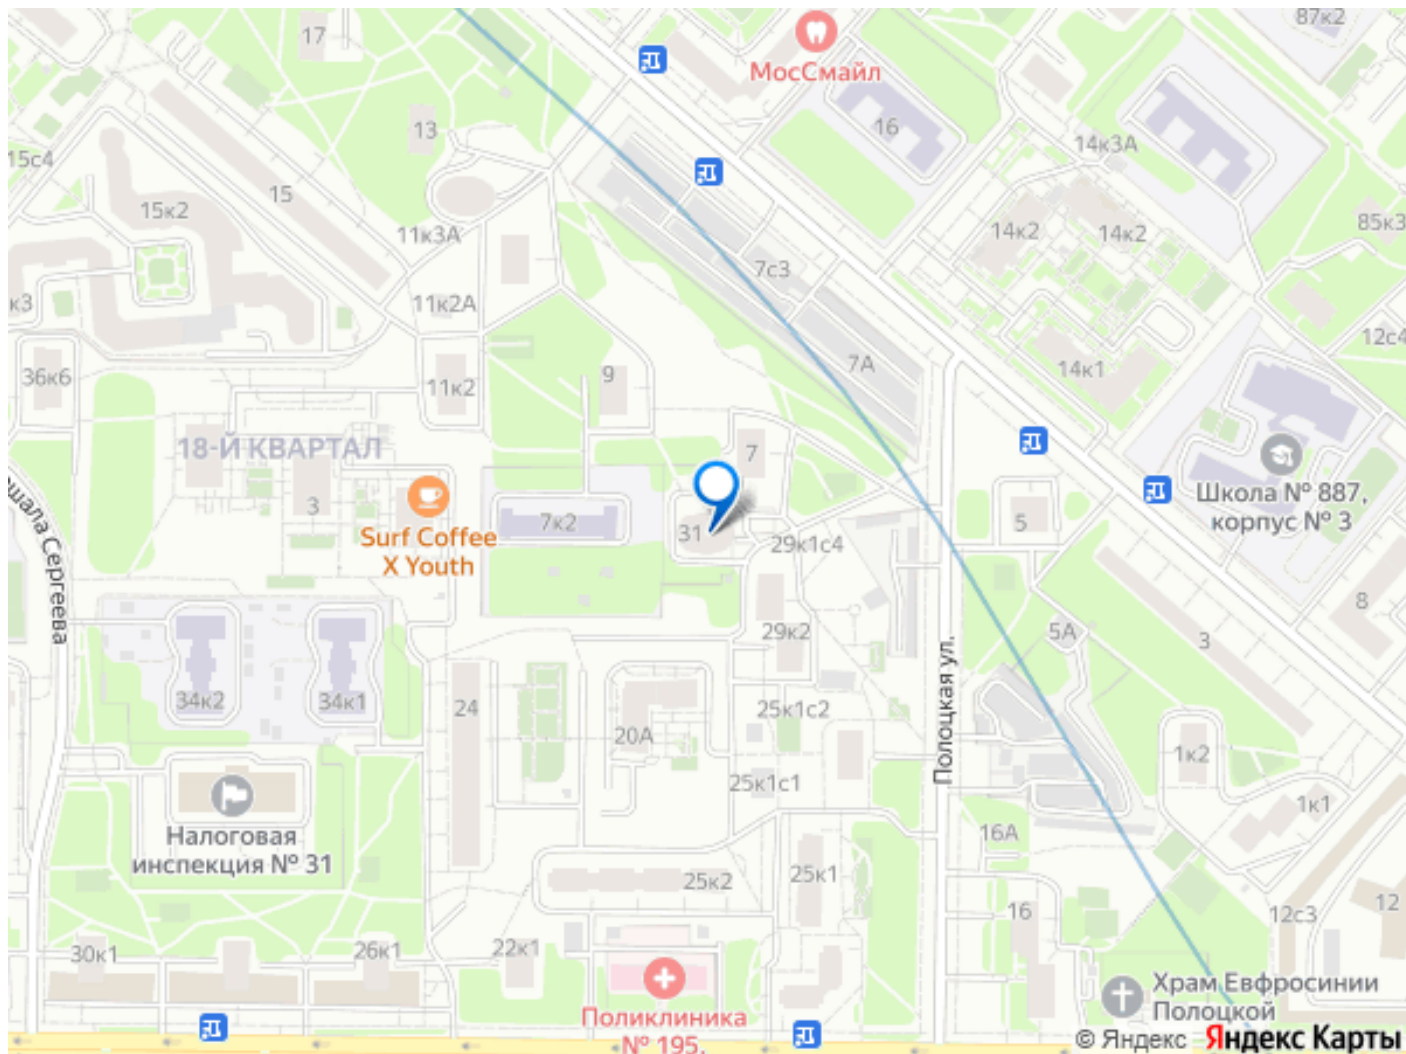 87к2
17
МосСмайл
13
16
14к3А
15с4
15
15к2
11к3А
14к2
14к2
85к3
7с3
к3
11к2А
12с4
7А
14к1
36к6
11к2
9
18-Й КВАРТАЛ
7
3
Surf Coffee
X Youth
7к2
31
29к1с4
5
Школа № 887,
корпус № 3
шала Сергеева
8
29к2
5А
3
34к2
34к1
24
20А
25к1с2
Полоцкая ул.
1к2
25к1с1
1к1
Налоговая
инспекция № 31
16А
25к2
25к1
16
12с3
12
30к1
26к1
22к1
Поликлиника
№ 195,
Храм Евфросинии
Полоцкой
© Яндекс Яндекс Карты